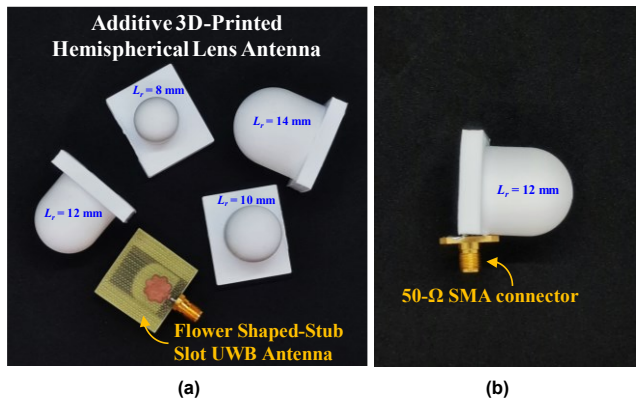 Additive 3D-Printed
Hemispherical Lens Antenna
Lr = 8 mm
Lr = 14 mm
Lr = 12 mm
Lr = 10 mm
Flower Shaped-Stub
Slot UWB Antenna
(a)
Lr = 12 mm
50-Ω SMA connector
(b)